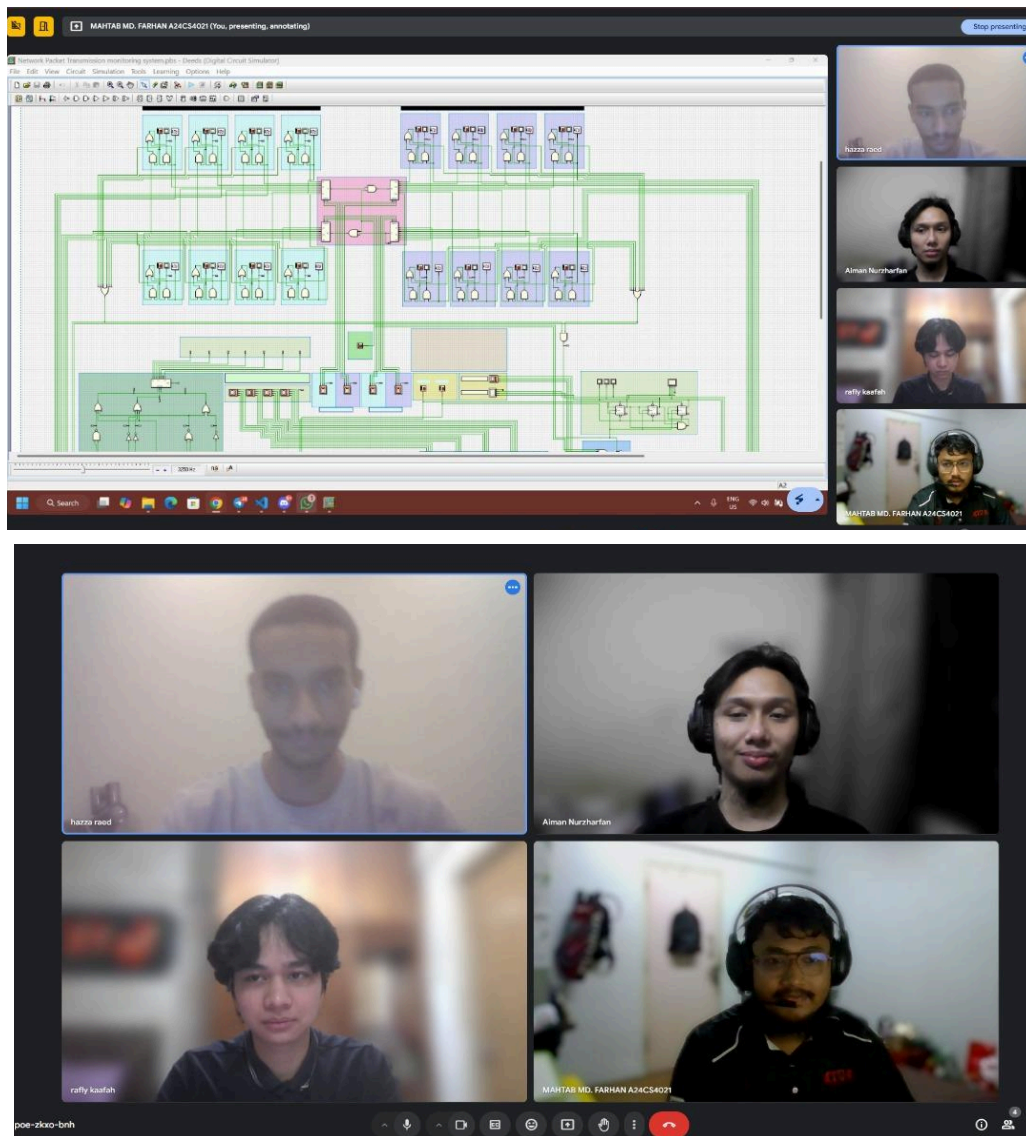 MAHTAB MD. FARHAN A24CS4021 (You, presenting, annotating)
Stop presenting
Network Packet Transmission monitoring system.pbs - Deeds (Digital Circuit Simulator)
File Edit View Circuit Simulation Tools Learning Options Help
hazza raed
Aiman Nurzharfan
rafly kaafah
MAHTAB MD. FARHAN A24CS4021
A2
Search
ENG
US
hazza raed
Aiman Nurzharfan
rafly kaafah
MAHTAB MD. FARHAN A24CS4021
poe-zkxo-bnh
4